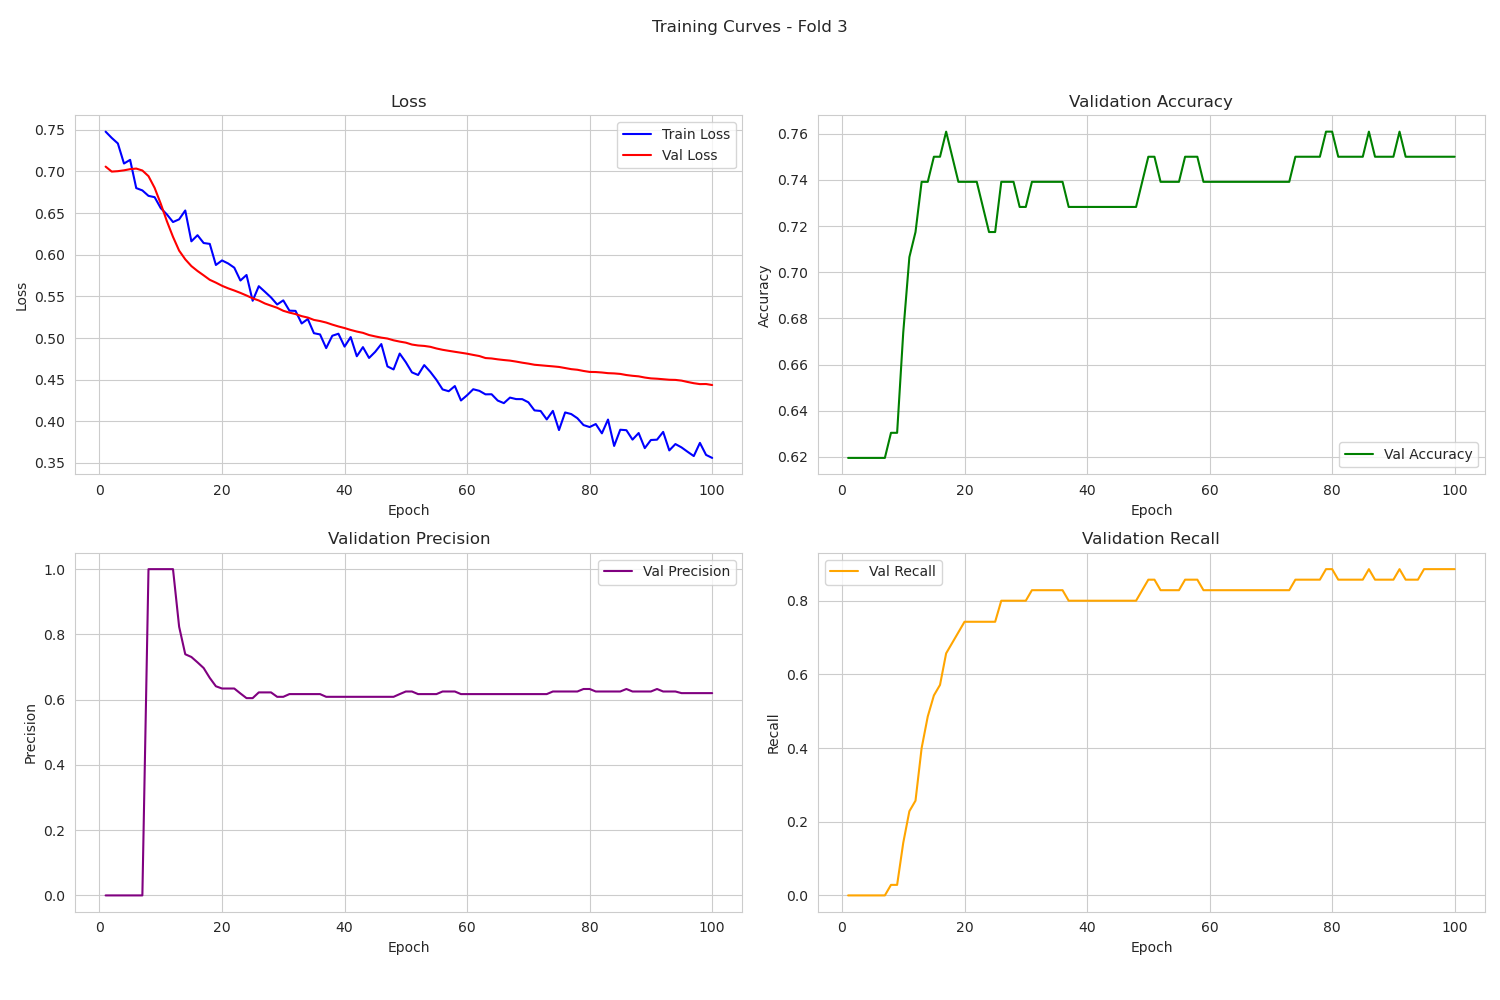 Training Curves - Fold 3
Loss
0.75
0.70
0.65
0.60
0.55
0.50
0.45
0.40
0.35
Loss
Train Loss
Val Loss
0 20 40 60 80 100
Epoch
Validation Accuracy
0.76
0.74
0.72
0.70
0.68
0.66
0.64
0.62
Accuracy
Val Accuracy
0 20 40 60 80 100
Epoch
Validation Precision
1.0
0.8
0.6
0.4
0.2
0.0
Precision
Val Precision
0 20 40 60 80 100
Epoch
Validation Recall
0.8
0.6
0.4
0.2
0.0
Recall
Val Recall
0 20 40 60 80 100
Epoch